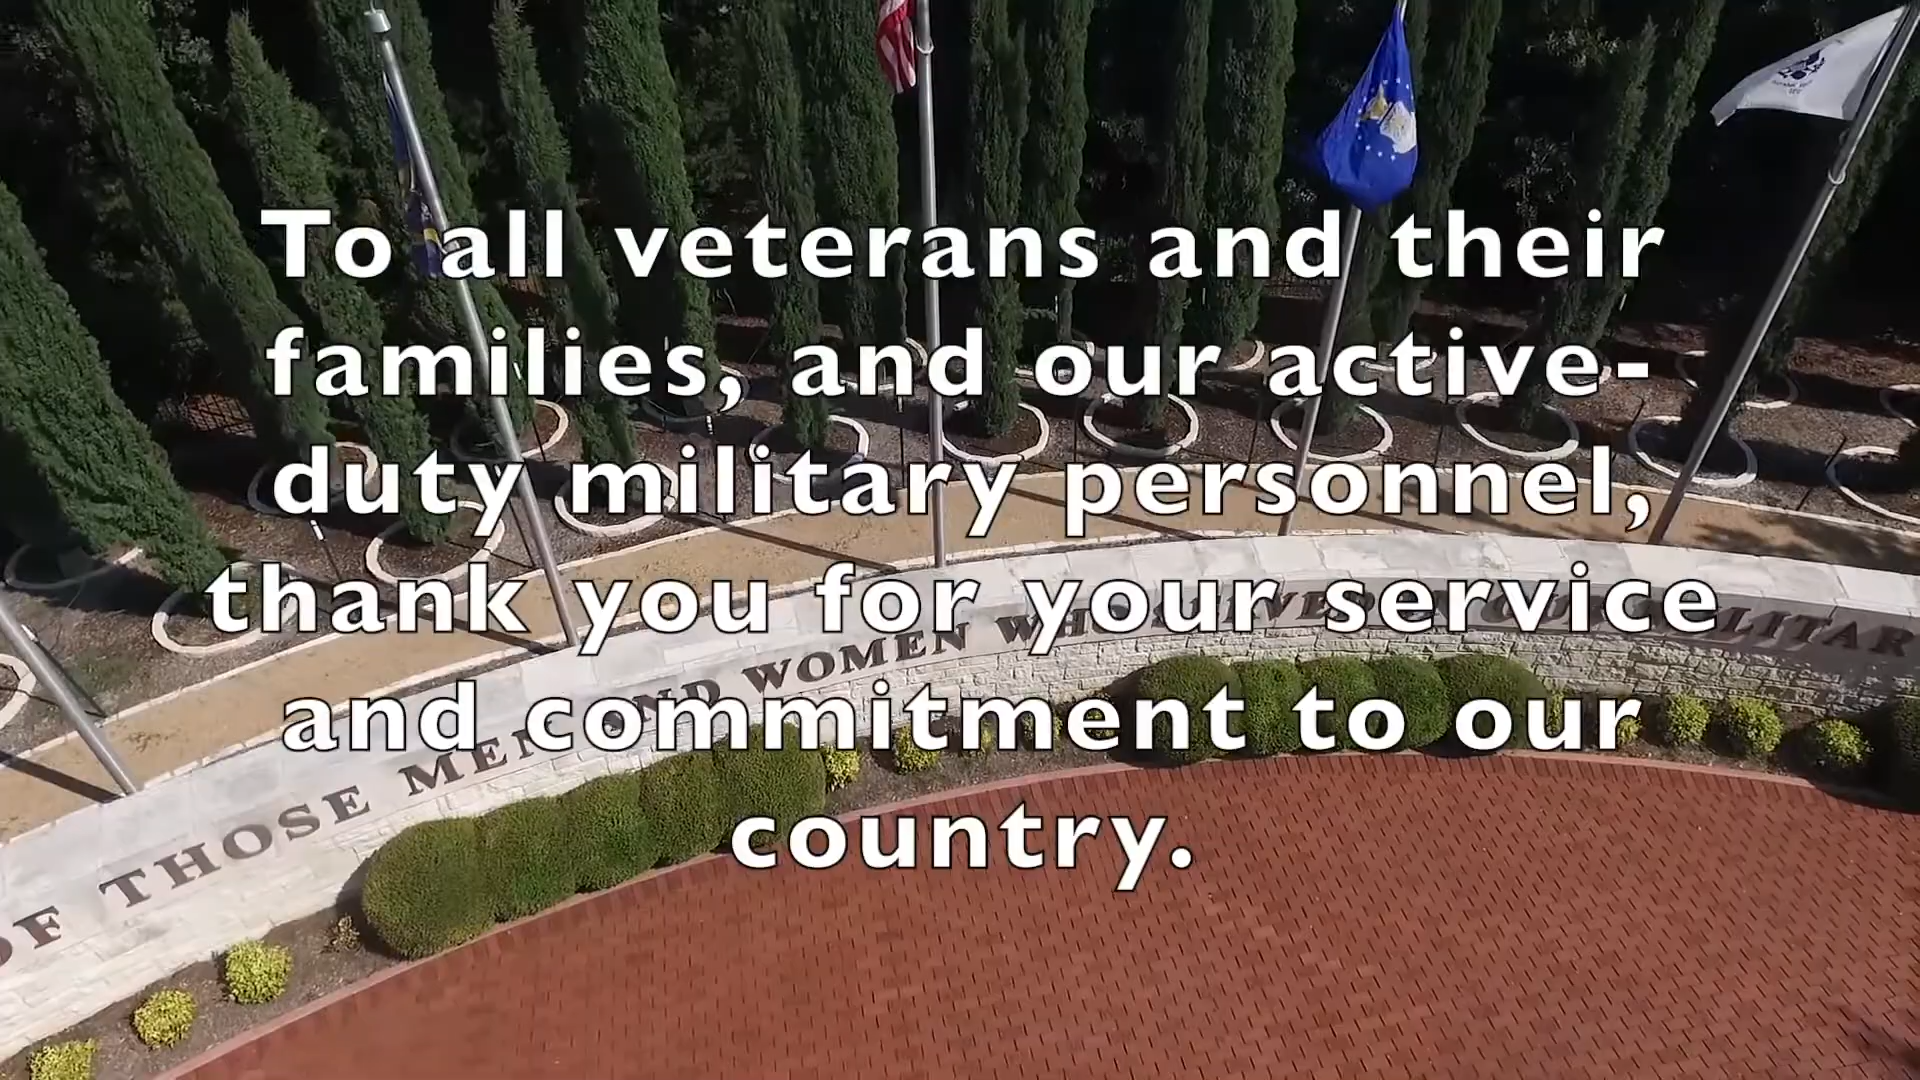 To all veterans and their
families, and our active-
duty military personnel,
thank you for your service
and commitment to our
country.
OF THOSE MEN AND WOMEN WHO